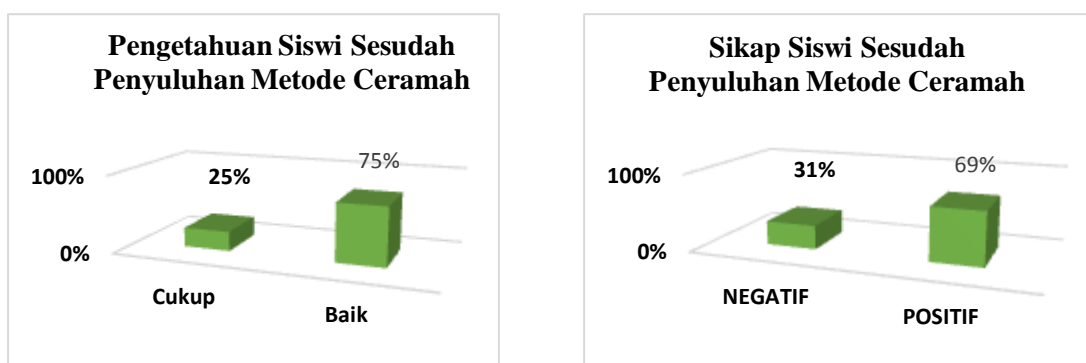 Pengetahuan Siswi Sesudah
Penyuluhan Metode Ceramah
100%
0%
25%
75%
Cukup
Baik
Sikap Siswi Sesudah
Penyuluhan Metode Ceramah
100%
0%
31%
69%
NEGATIF
POSITIF